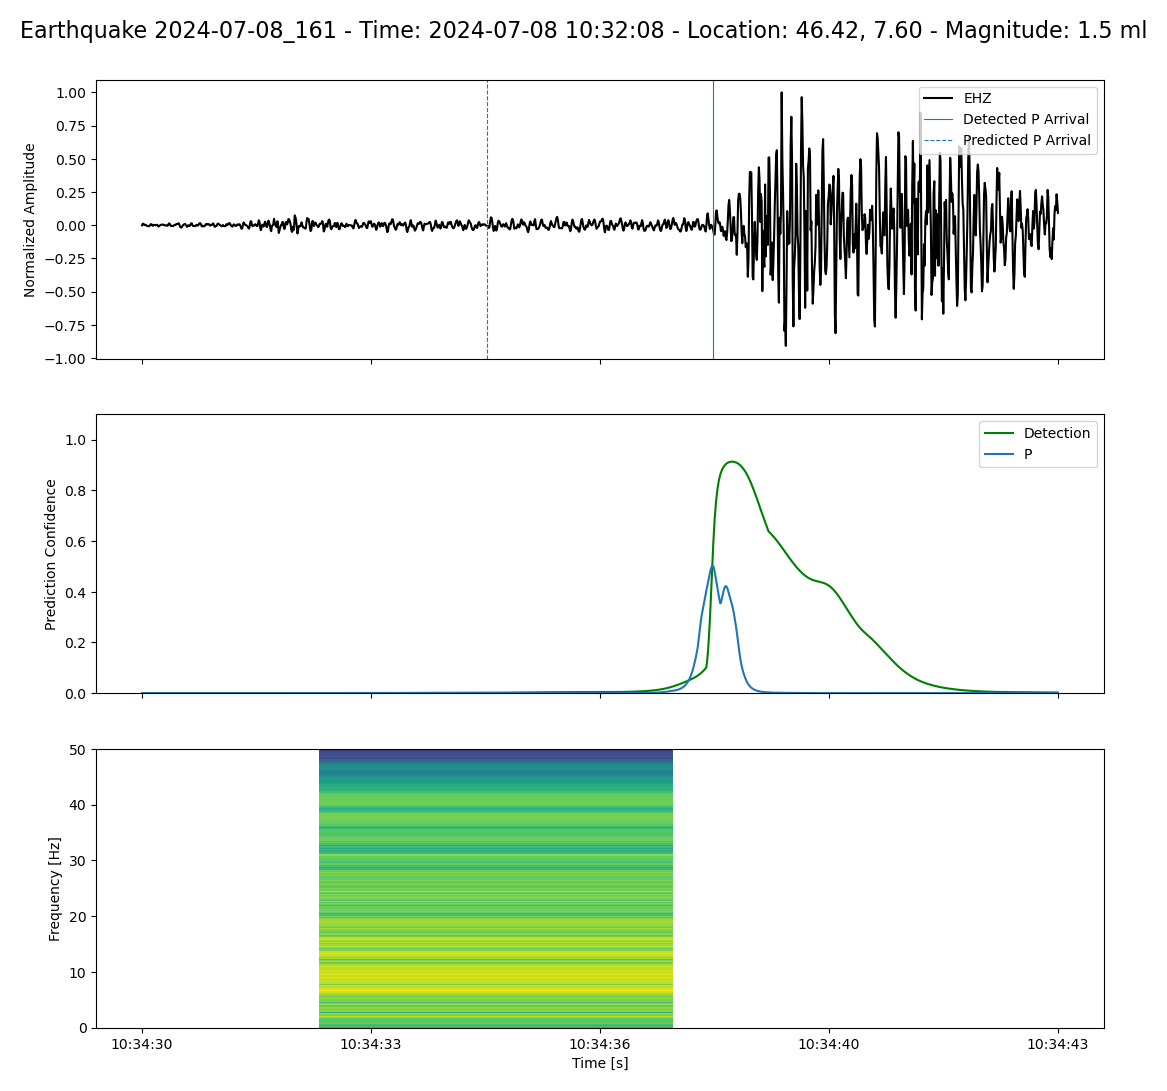 Earthquake 2024-07-08_161 - Time: 2024-07-08 10:32:08 - Location: 46.42, 7.60 - Magnitude: 1.5 ml
Normalized Amplitude
1.00
0.75
0.50
0.25
0.00
−0.25
−0.50
−0.75
−1.00
EHZ
Detected P Arrival
Predicted P Arrival
Prediction Confidence
1.0
0.8
0.6
0.4
0.2
0.0
Detection
P
Frequency [Hz]
50
40
30
20
10
0
10:34:30 10:34:33 10:34:36 10:34:40 10:34:43
Time [s]